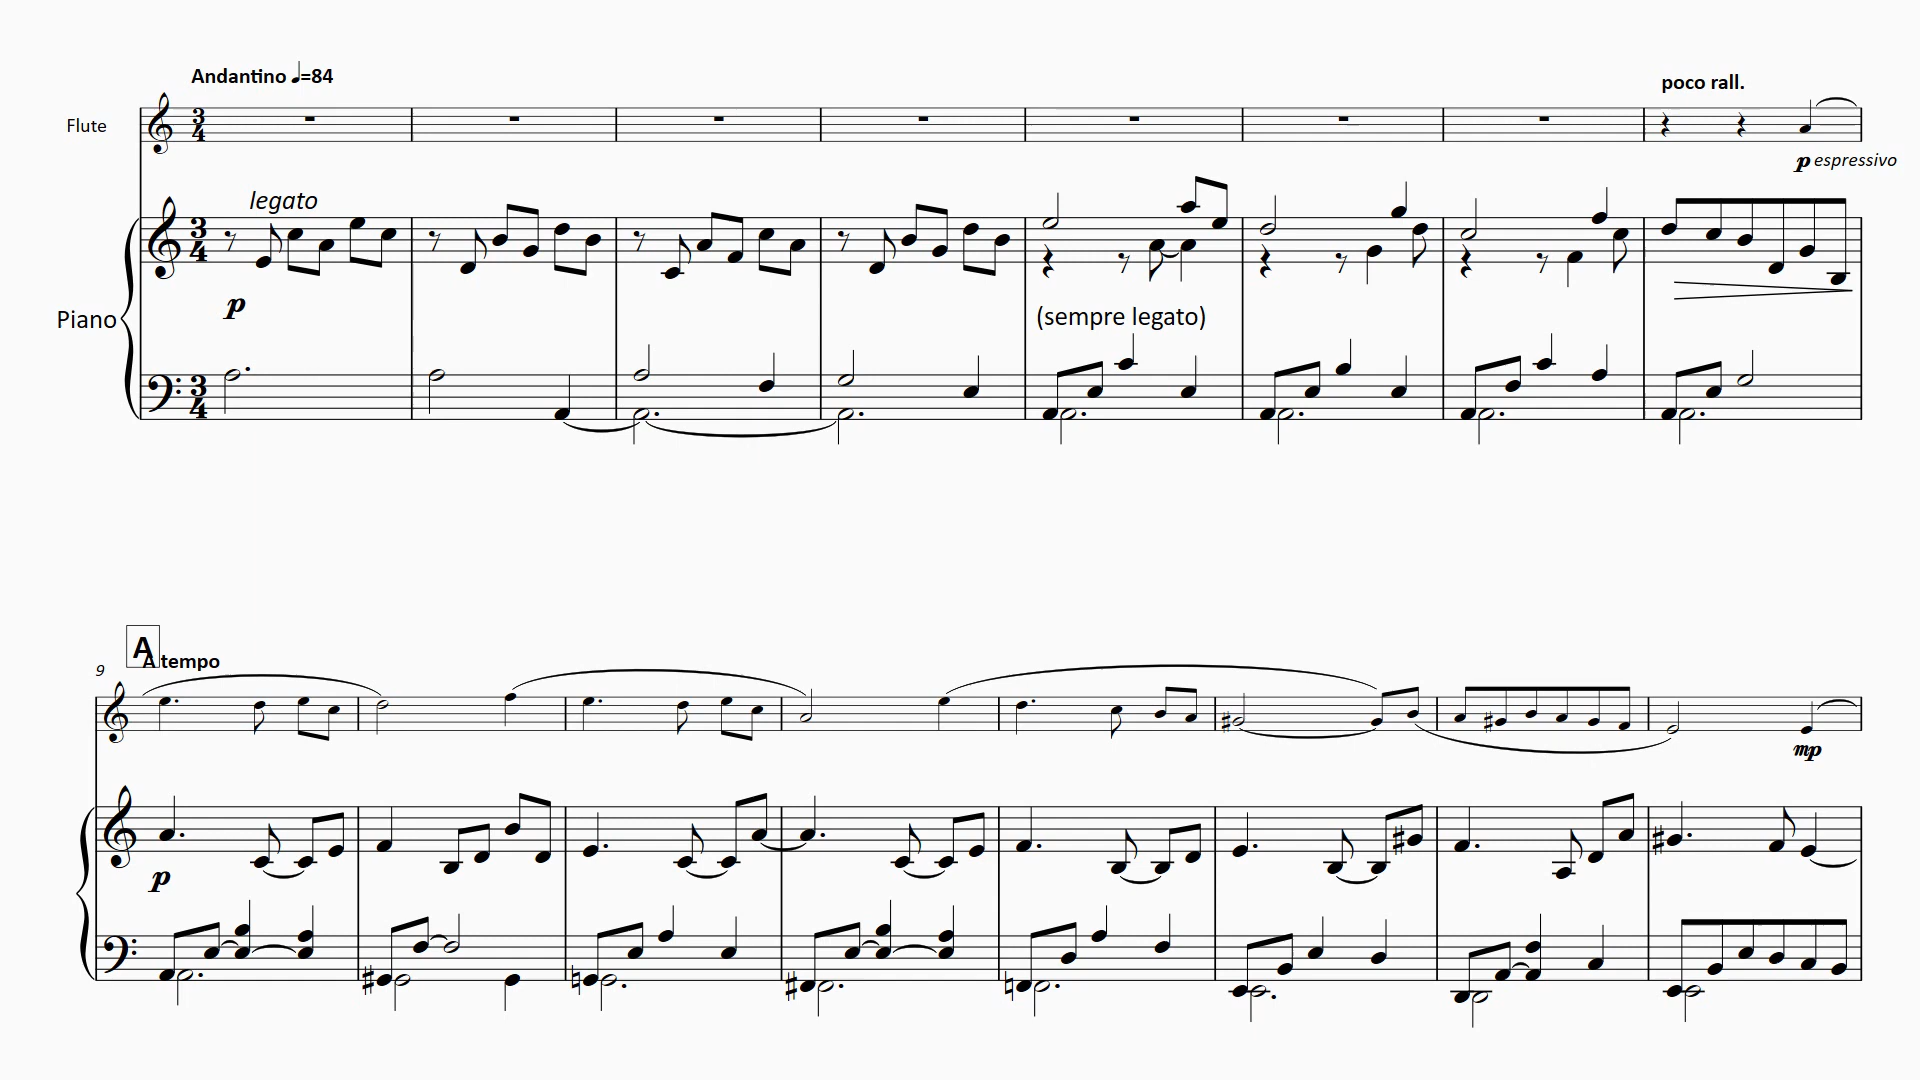 Andantino ♩=84
poco rall.
Flute
p espressivo
legato
p
Piano
(sempre legato)
A
A tempo
9
mp
p